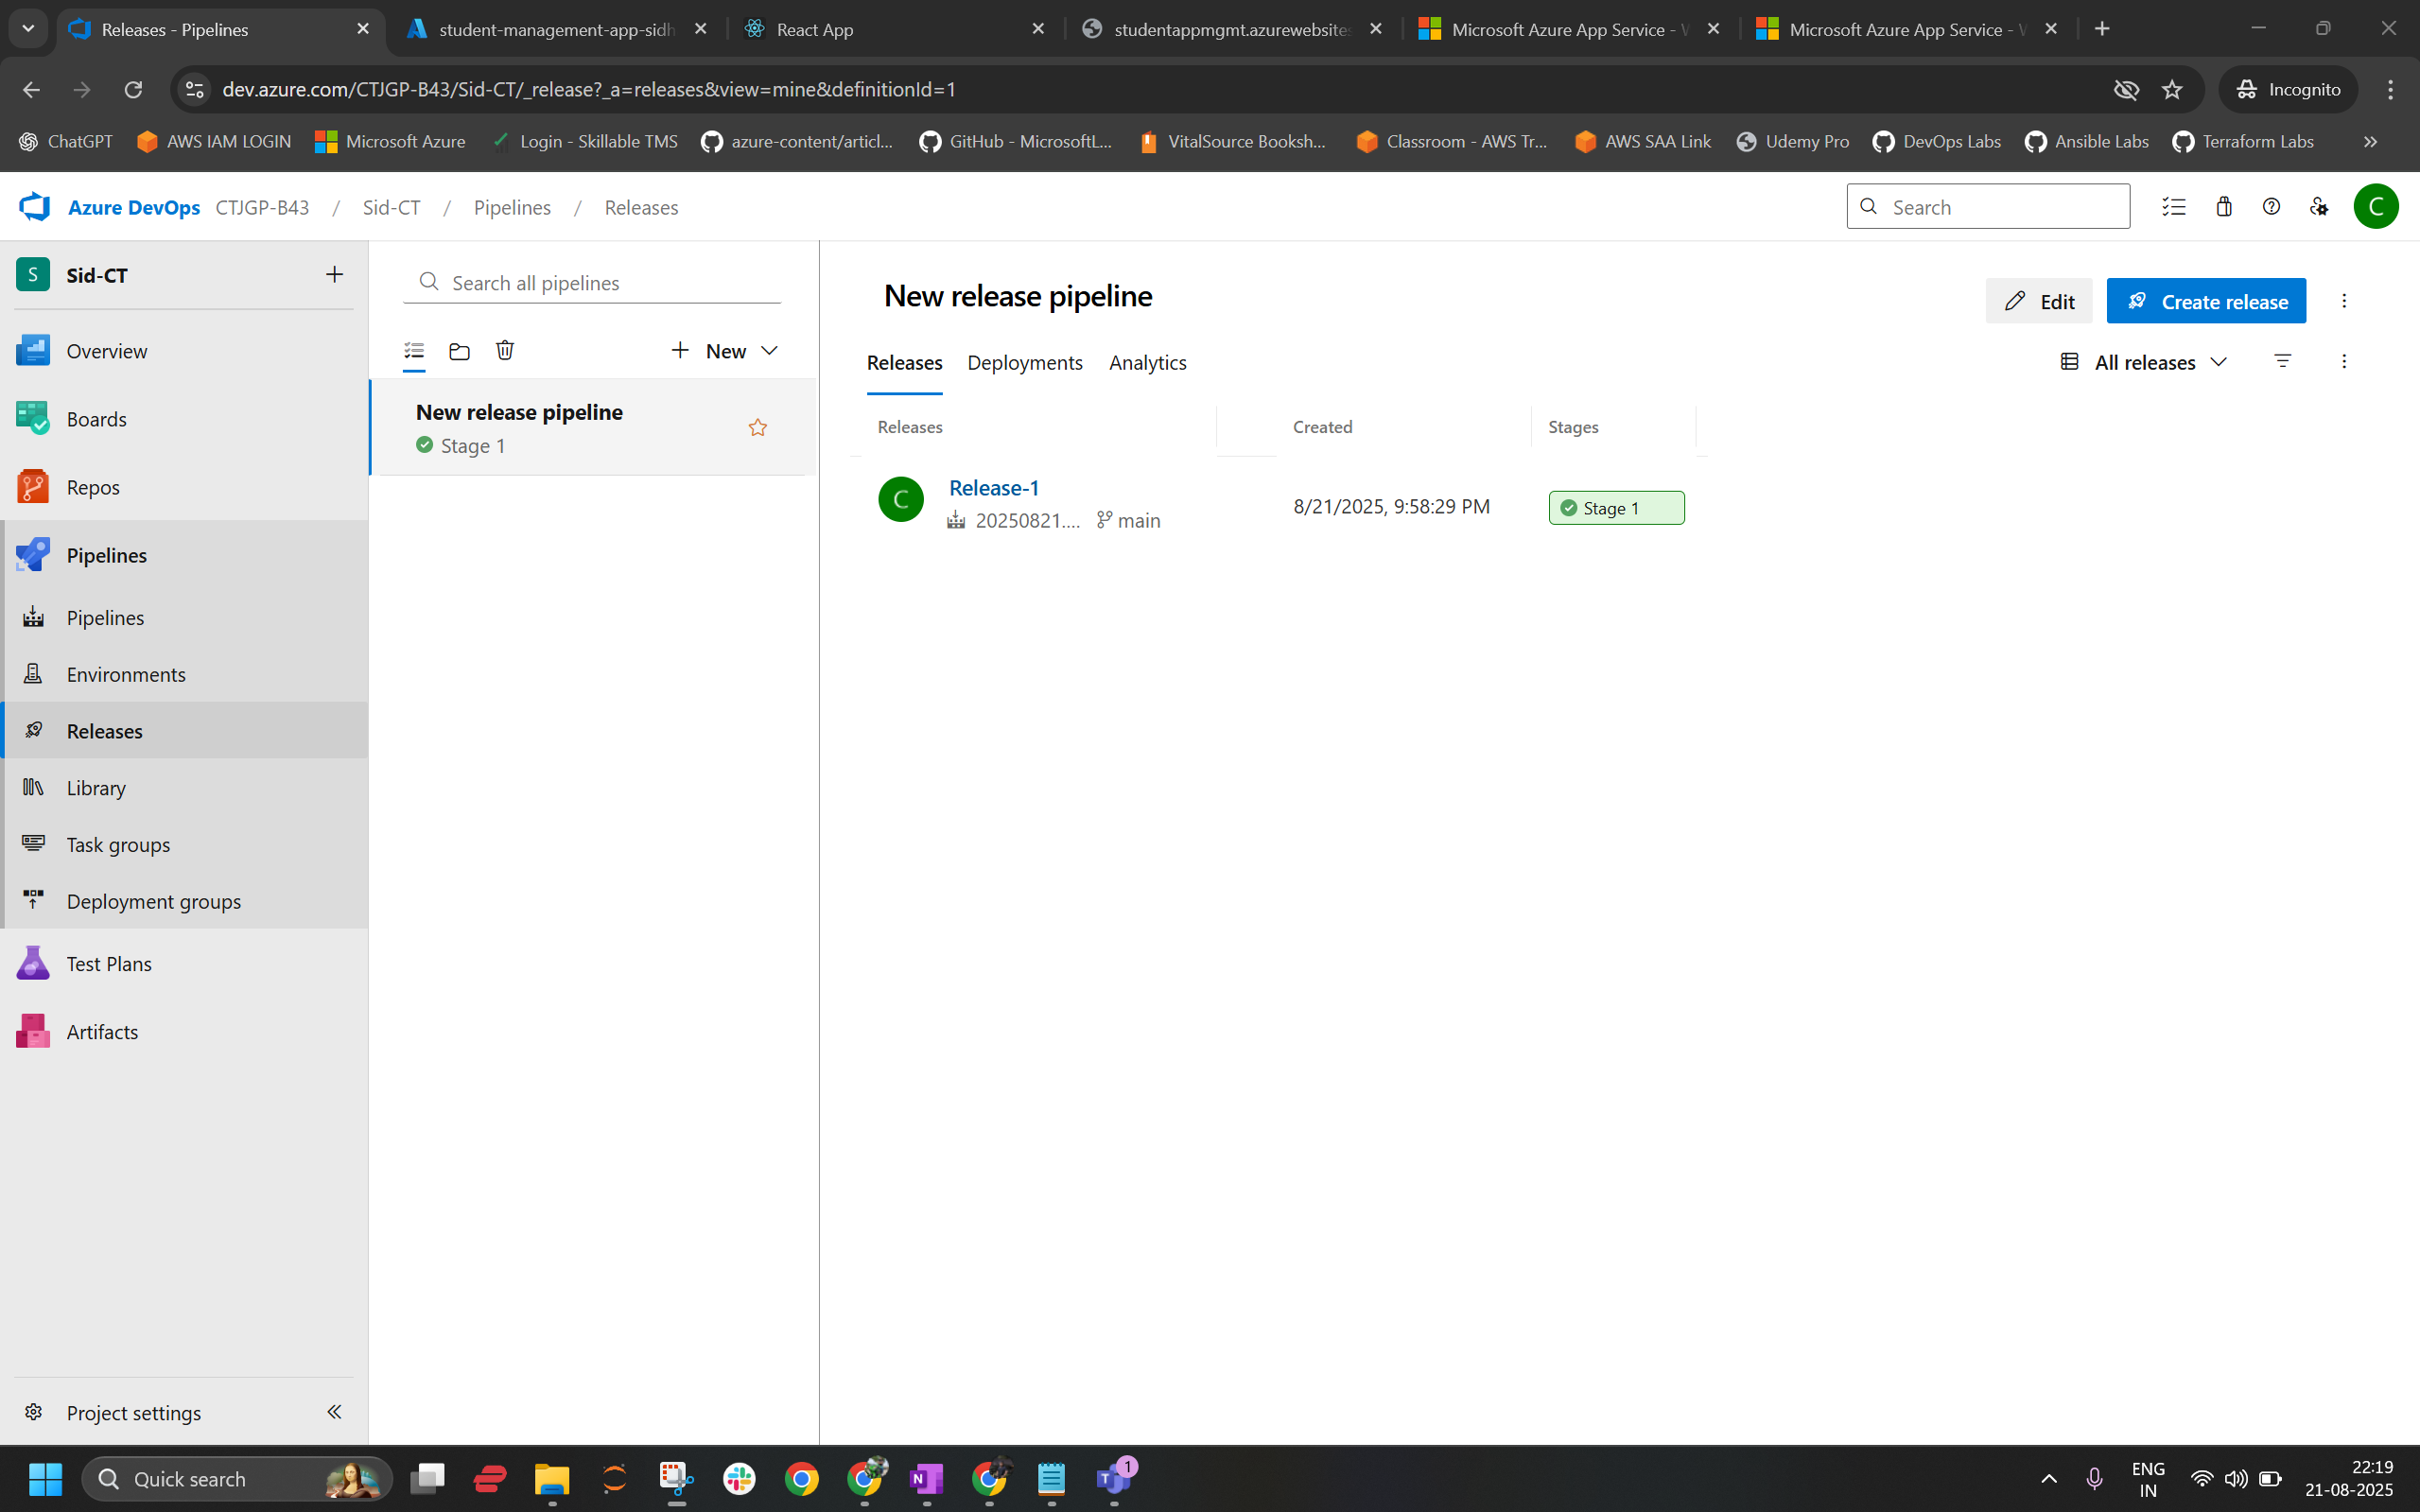 Releases - Pipelines
student-management-app-sidh
React App
studentappmgmt.azurewebsites
Microsoft Azure App Service - W
Microsoft Azure App Service - W
dev.azure.com/CTJGP-B43/Sid-CT/_release?_a=releases&view=mine&definitionId=1
Incognito
ChatGPT
AWS IAM LOGIN
Microsoft Azure
Login - Skillable TMS
azure-content/articl...
GitHub - MicrosoftL...
VitalSource Booksh...
Classroom - AWS Tr...
AWS SAA Link
Udemy Pro
DevOps Labs
Ansible Labs
Terraform Labs
Azure DevOps CTJGP-B43 / Sid-CT / Pipelines / Releases
Search
C
S Sid-CT
Overview
Boards
Repos
Pipelines
Pipelines
Environments
Releases
Library
Task groups
Deployment groups
Test Plans
Artifacts
Project settings
Search all pipelines
New
New release pipeline
Stage 1
New release pipeline
Edit
Create release
Releases Deployments Analytics
All releases
Releases Created Stages
C
Release-1
20250821.... main
8/21/2025, 9:58:29 PM
Stage 1
Quick search
N
T
1
ENG
IN
22:19
21-08-2025